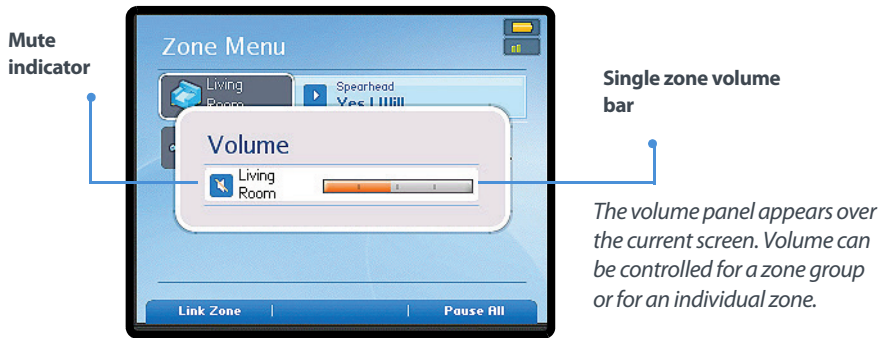 Mute
indicator
Zone Menu
Living
Room
Spearhead
Yes I Will
Volume
Living
Room
Link Zone
Pause All
Single zone volume
bar
The volume panel appears over
the current screen. Volume can
be controlled for a zone group
or for an individual zone.